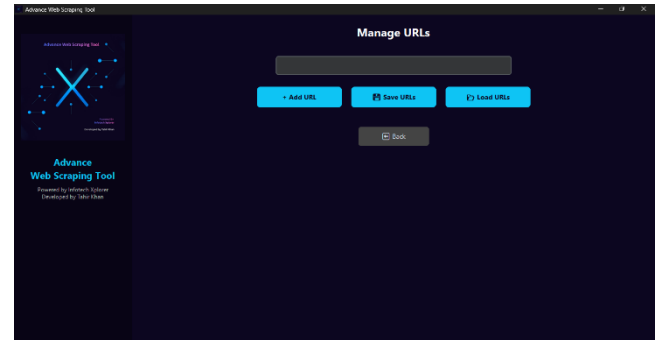 Advance Web Scraping Tool
Manage URLs
Advance Web Scraping Tool
+ Add URL
Save URLs
Load URLs
Back
Developed by Tahir Khan
Advance
Web Scraping Tool
Powered by Infotech Xplorer
Developed by Tahir Khan